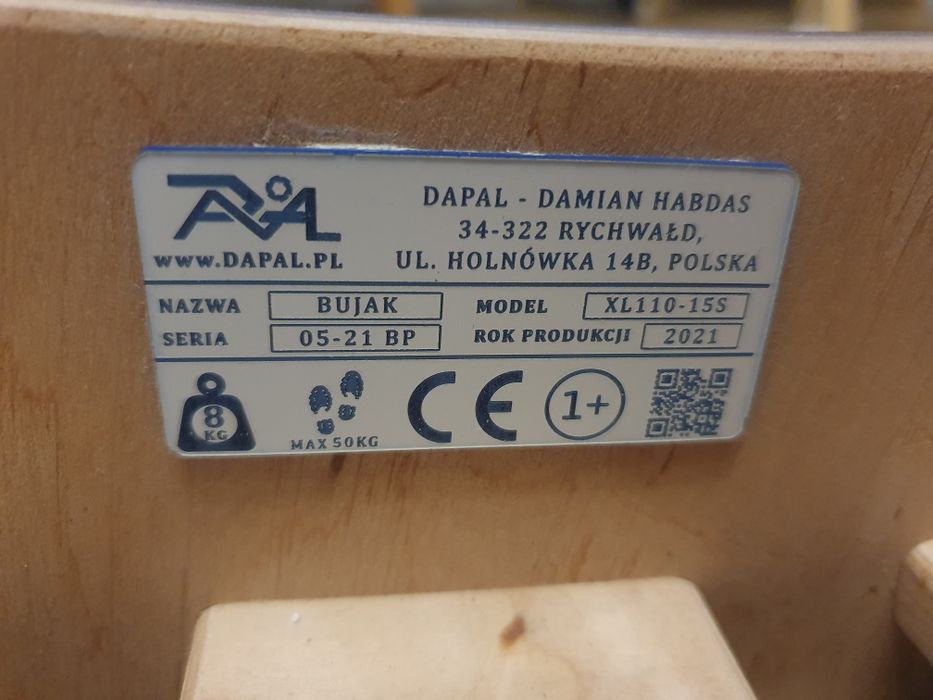 DAPAL - DAMIAN HABDAS
34-322 RYCHWAŁD,
www.DAPAL.PL UL. HOLNÓWKA 14B, POLSKA
NAZWA BUJAK MODEL XL110-15S
SERIA 05-21 BP ROK PRODUKCJI 2021
8 KG
MAX 50KG
CE
1+